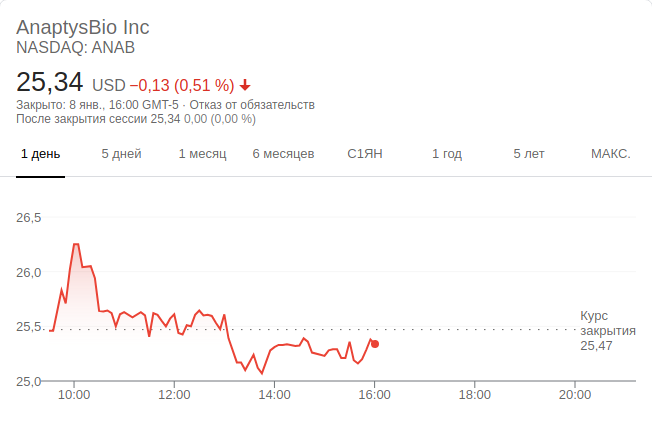 AnaptysBio Inc
NASDAQ: ANAB
25,34 USD −0,13 (0,51 %)
Закрыто: 8 янв., 16:00 GMT-5 · Отказ от обязательств
После закрытия сессии 25,34 0,00 (0,00 %)
1 день 5 дней 1 месяц 6 месяцев С1ЯН 1 год 5 лет МАКС.
26,5
26,0
25,5
25,0
Курс
закрытия
25,47
10:00 12:00 14:00 16:00 18:00 20:00